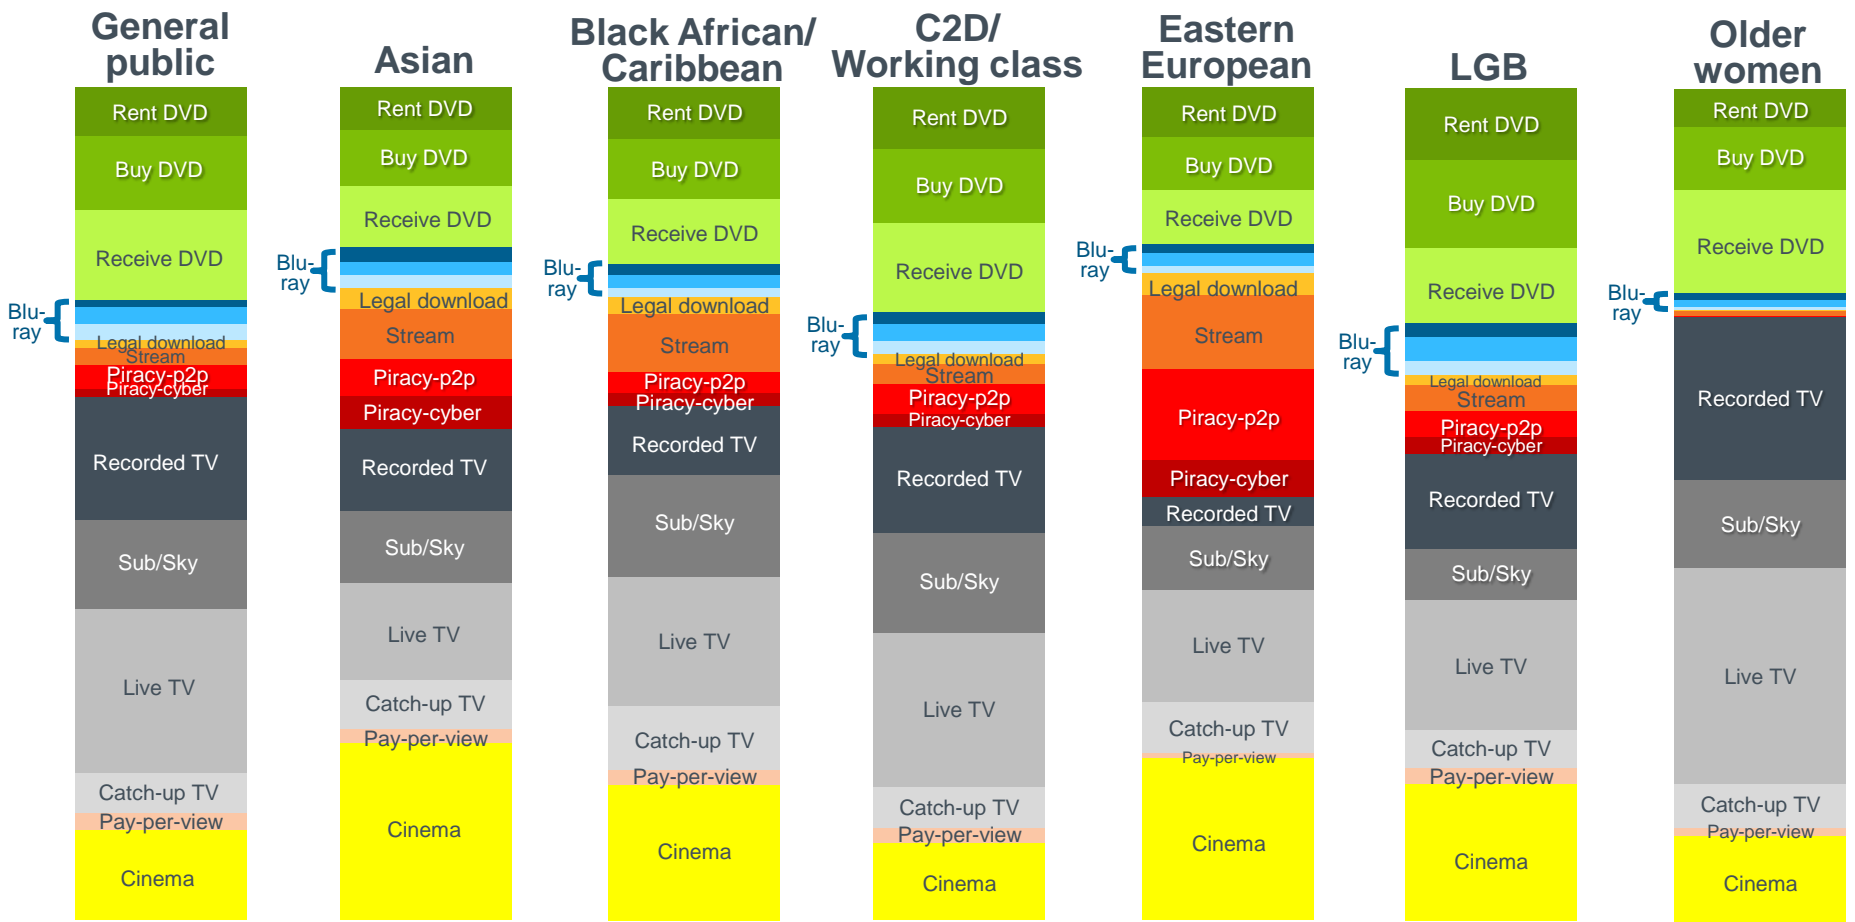 General
public
Rent DVD
Buy DVD
Receive DVD
Blu-
ray
Legal download
Stream
Piracy-p2p
Piracy-cyber
Recorded TV
Sub/Sky
Live TV
Catch-up TV
Pay-per-view
Cinema
Asian
Rent DVD
Buy DVD
Receive DVD
Blu-
ray
Legal download
Stream
Piracy-p2p
Piracy-cyber
Recorded TV
Sub/Sky
Live TV
Catch-up TV
Pay-per-view
Cinema
Black African/
Caribbean
Rent DVD
Buy DVD
Receive DVD
Blu-
ray
Legal download
Stream
Piracy-p2p
Piracy-cyber
Recorded TV
Sub/Sky
Live TV
Catch-up TV
Pay-per-view
Cinema
C2D/
Working class
Rent DVD
Buy DVD
Receive DVD
Blu-
ray
Legal download
Stream
Piracy-p2p
Piracy-cyber
Recorded TV
Sub/Sky
Live TV
Catch-up TV
Pay-per-view
Cinema
Eastern
European
Rent DVD
Buy DVD
Receive DVD
Blu-
ray
Legal download
Stream
Piracy-p2p
Piracy-cyber
Recorded TV
Sub/Sky
Live TV
Catch-up TV
Pay-per-view
Cinema
LGB
Rent DVD
Buy DVD
Receive DVD
Blu-
ray
Legal download
Stream
Piracy-p2p
Piracy-cyber
Recorded TV
Sub/Sky
Live TV
Catch-up TV
Pay-per-view
Cinema
Older
women
Rent DVD
Buy DVD
Receive DVD
Blu-
ray
Recorded TV
Sub/Sky
Live TV
Catch-up TV
Pay-per-view
Cinema